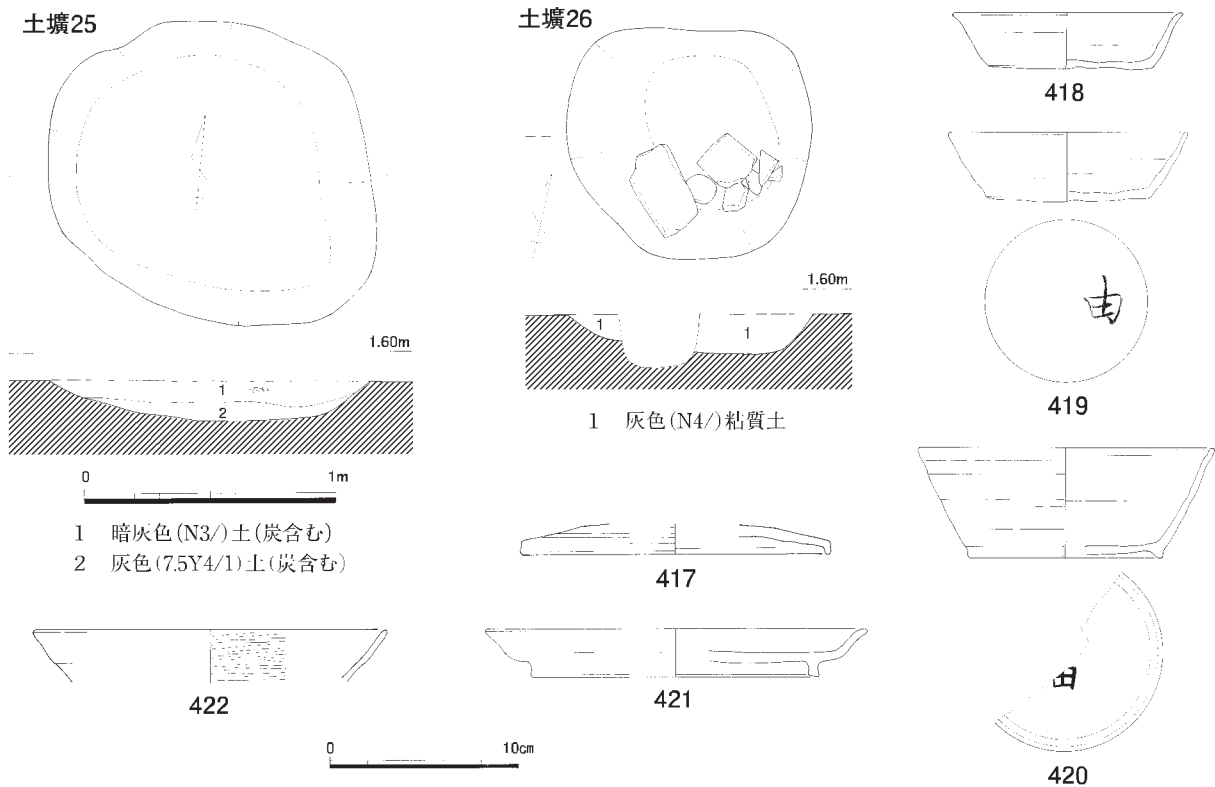 土壙25
1.60m
1
2
0 1m
1 暗灰色(N3/)土(炭含む)
2 灰色(7.5Y4/1)土(炭含む)
土壙26
1.60m
1 1
1 灰色(N4/)粘質土
417
418
419
由
420
田
421
422
0 10cm